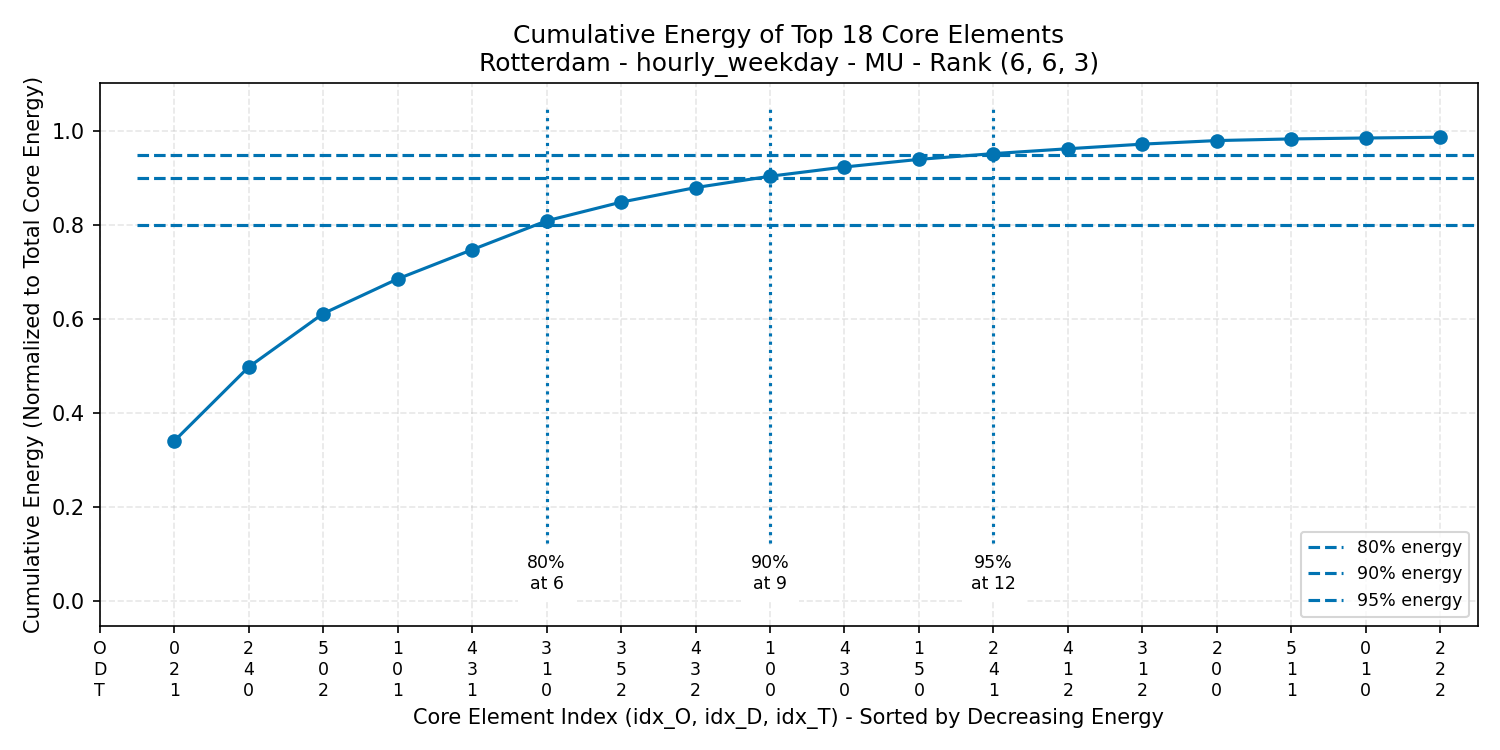 Cumulative Energy of Top 18 Core Elements
Rotterdam - hourly_weekday - MU - Rank (6, 6, 3)
Cumulative Energy (Normalized to Total Core Energy)
1.0
0.8
0.6
0.4
0.2
0.0
80%
at 6
90%
at 9
95%
at 12
80% energy
90% energy
95% energy
O 0 2 5 1 4 3 3 4 1 4 1 2 4 3 2 5 0 2
D 2 4 0 0 3 1 5 3 0 3 5 4 1 1 0 1 1 2
T 1 0 2 1 1 0 2 2 0 0 0 1 2 2 0 1 0 2
Core Element Index (idx_O, idx_D, idx_T) - Sorted by Decreasing Energy